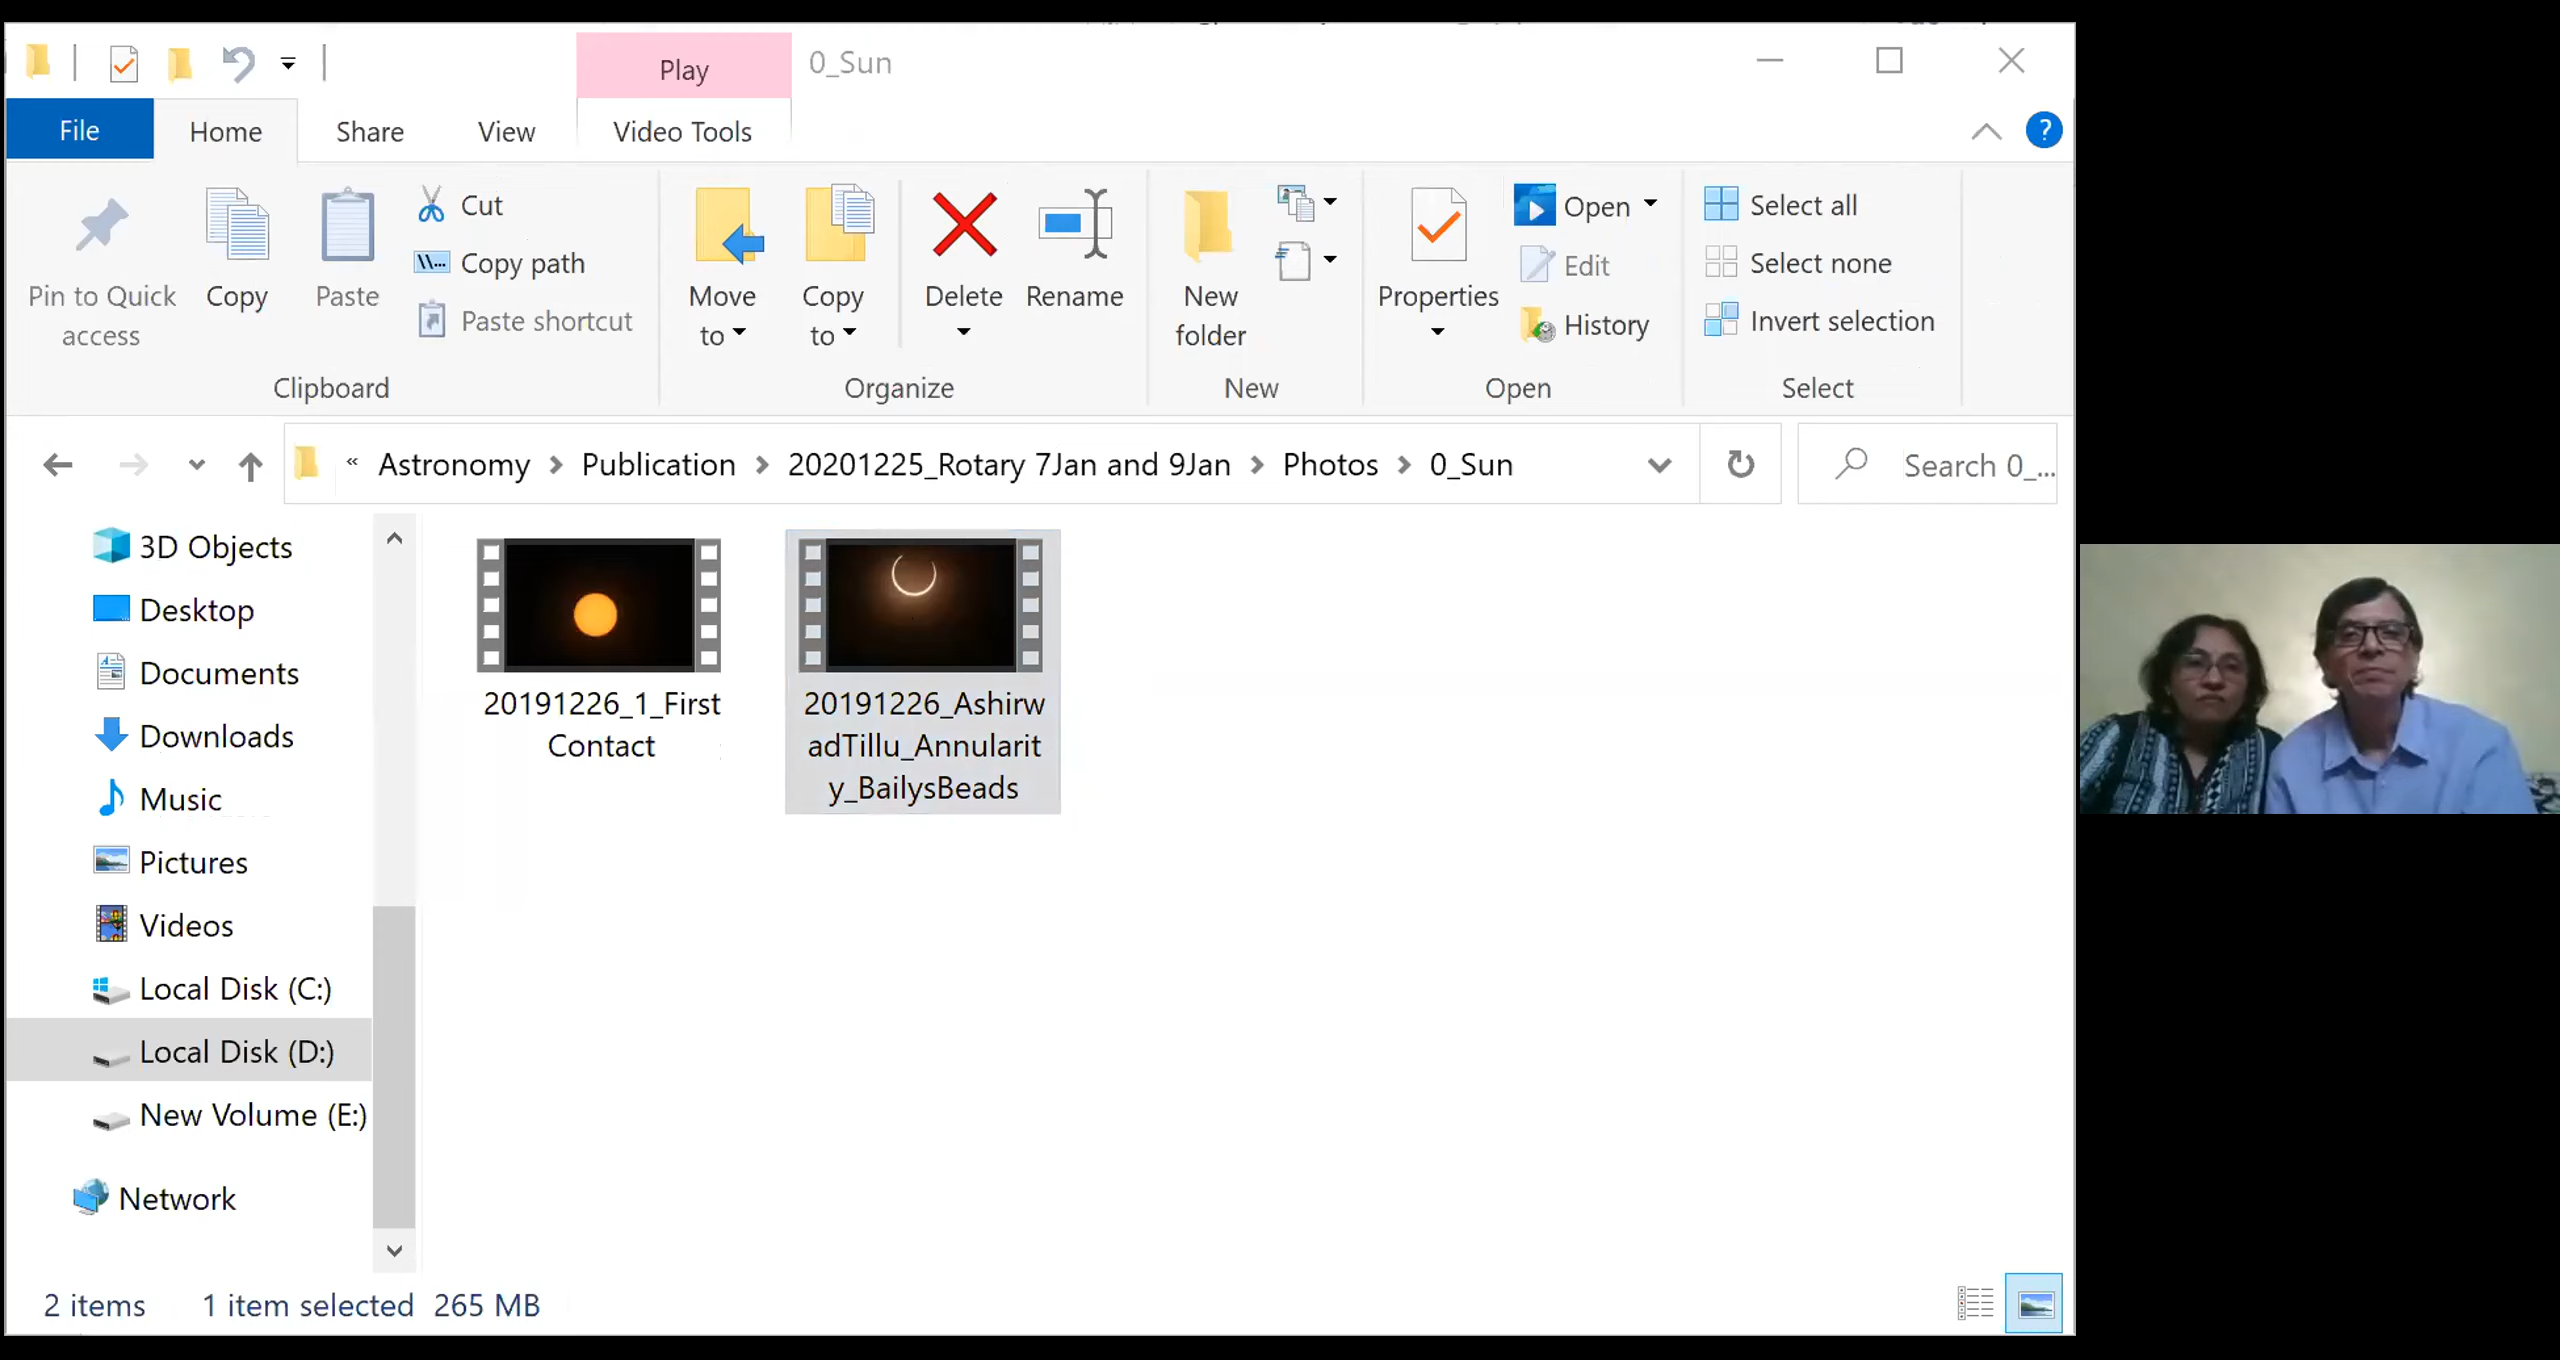 Play
0_Sun
File
Home
Share
View
Video Tools
?
Pin to Quick
access
Copy
Paste
Cut
Copy path
Paste shortcut
Clipboard
Move
to
Copy
to
Delete
Rename
Organize
New
folder
New
Properties
Open
Edit
History
Open
Select all
Select none
Invert selection
Select
« Astronomy > Publication > 20201225_Rotary 7Jan and 9Jan > Photos > 0_Sun
Search 0_...
3D Objects
Desktop
Documents
Downloads
Music
Pictures
Videos
Local Disk (C:)
Local Disk (D:)
New Volume (E:)
Network
20191226_1_First
Contact
20191226_Ashirw
adTillu_Annularit
y_BailysBeads
2 items 1 item selected 265 MB